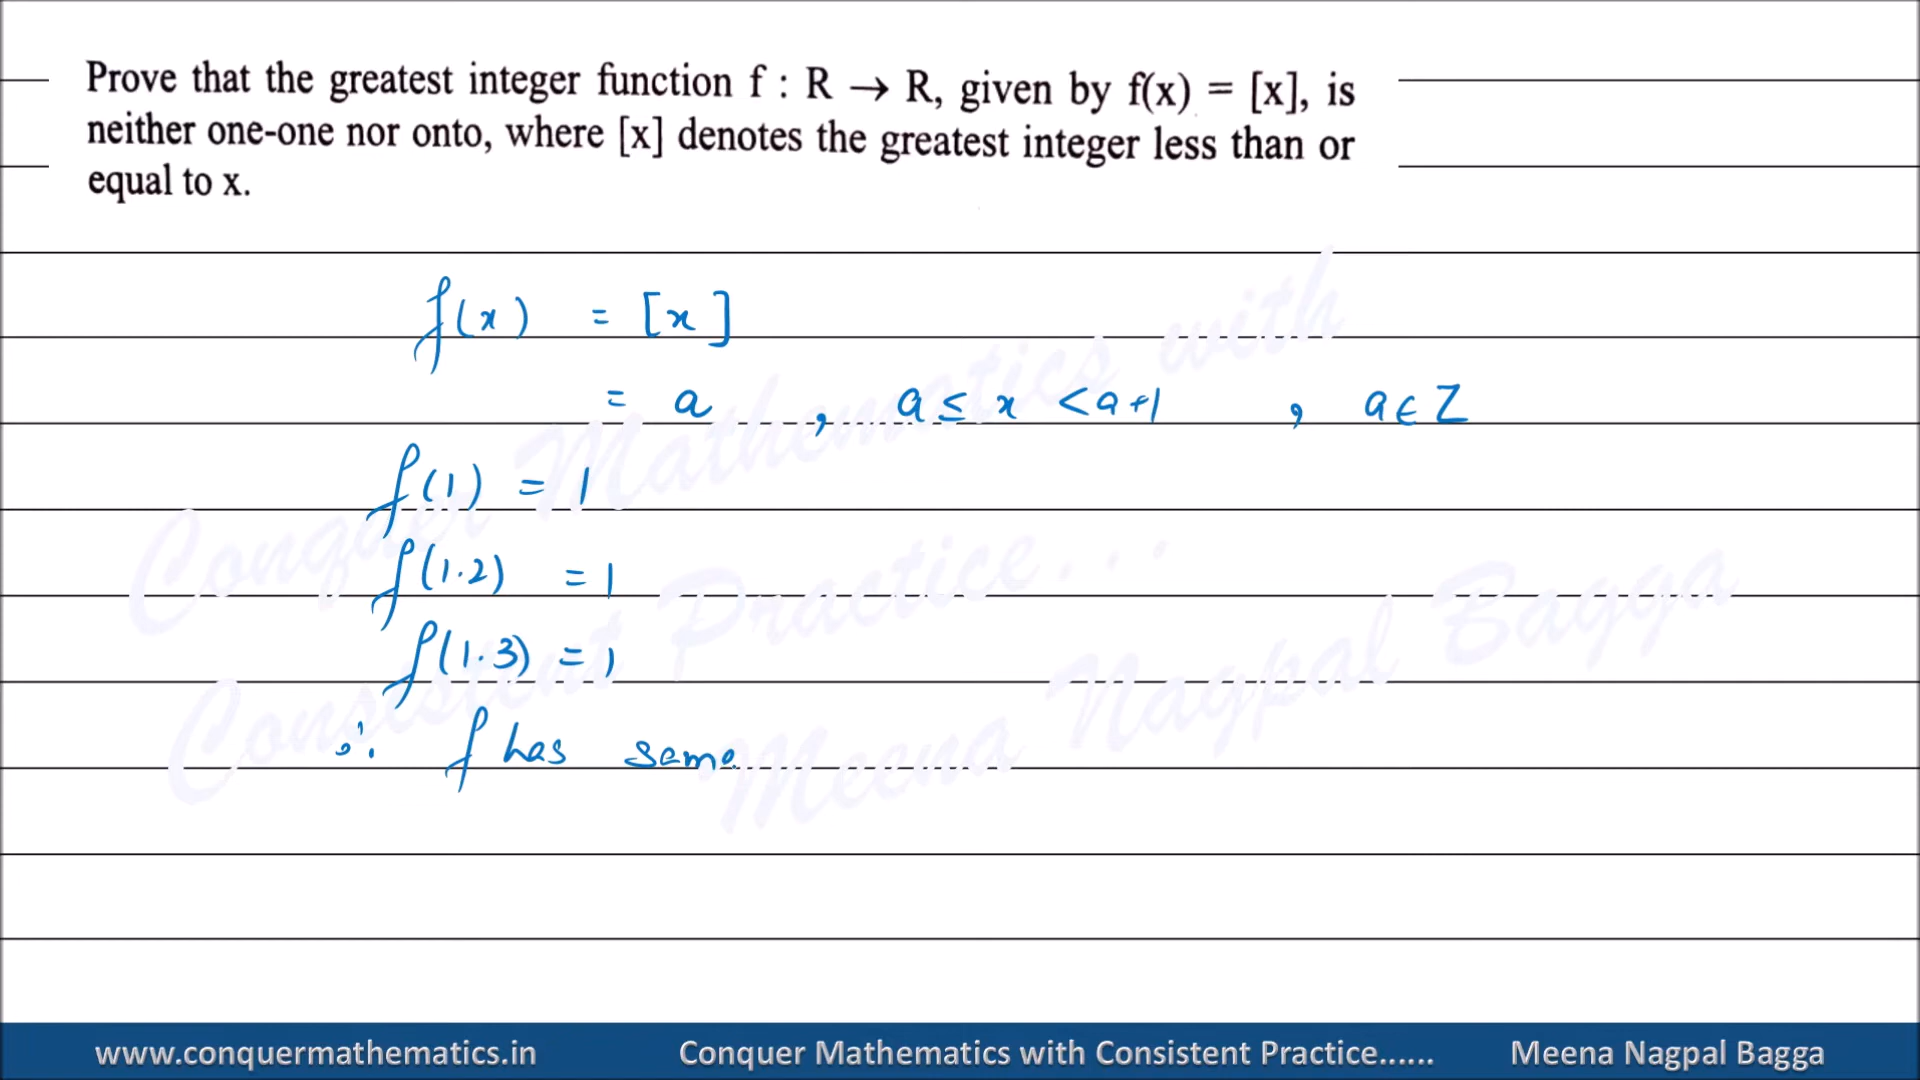 Prove that the greatest integer function f : R → R, given by f(x) = [x], is
neither one-one nor onto, where [x] denotes the greatest integer less than or
equal to x.
f(x) = [x]
= a , a ≤ x < a+1 , a ∈ Z
f(1) = 1
f(1.2) = 1
f(1.3) = 1
∴ f has same
Conquer Mathematics with
Consistent Practice...
Meena Nagpal Bagga
www.conquermathematics.in Conquer Mathematics with Consistent Practice...... Meena Nagpal Bagga